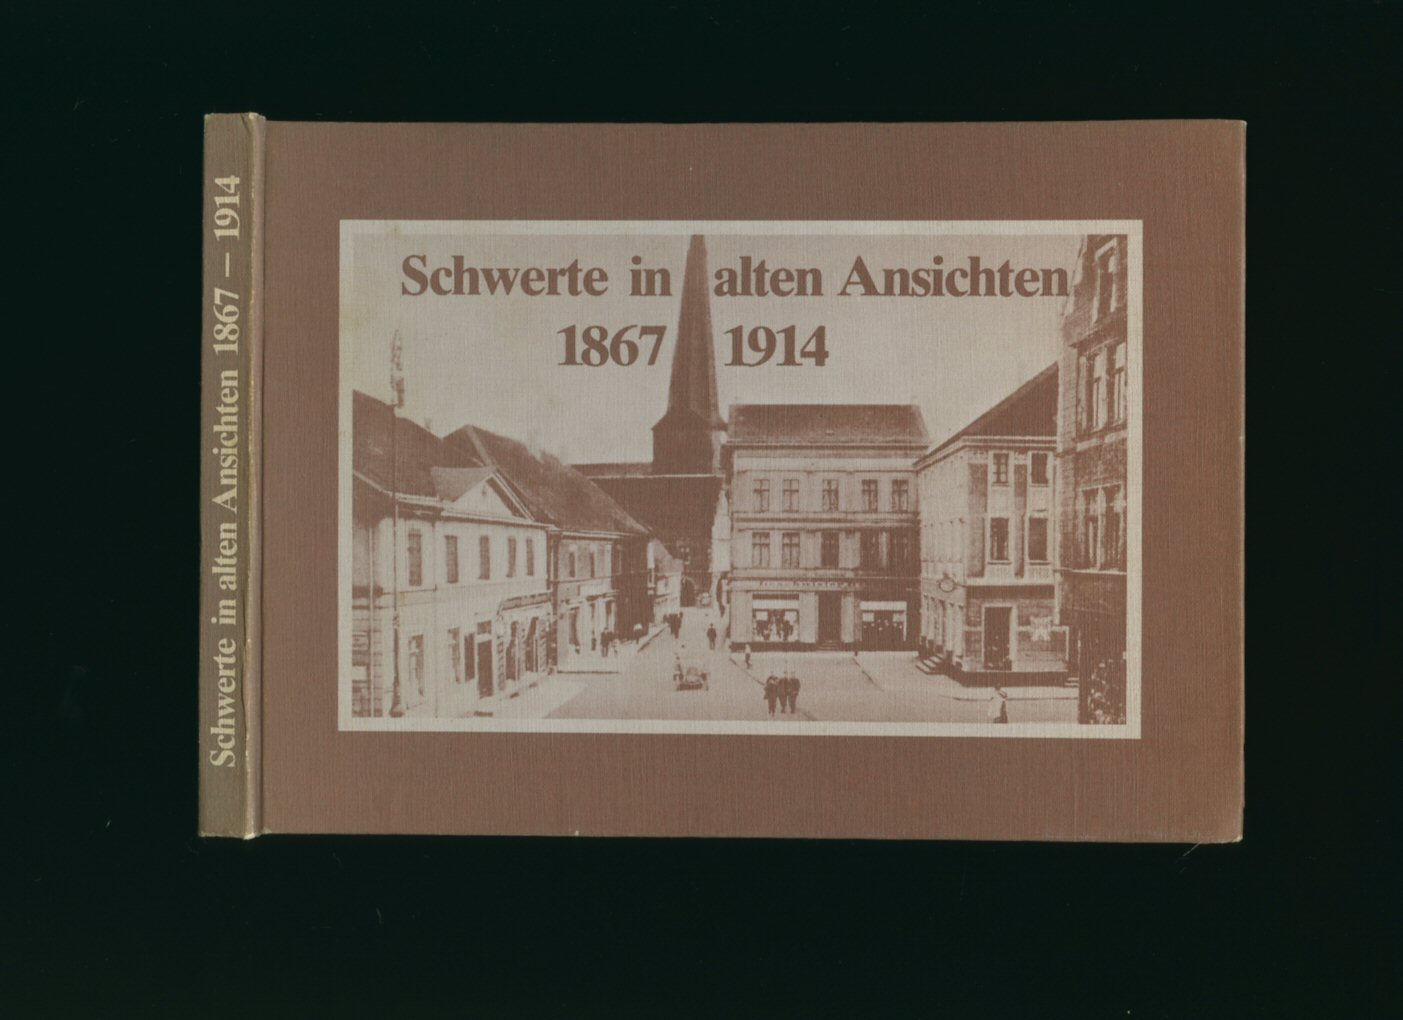 Schwerte in alten Ansichten 1867 – 1914
Schwerte in alten Ansichten
1867 1914